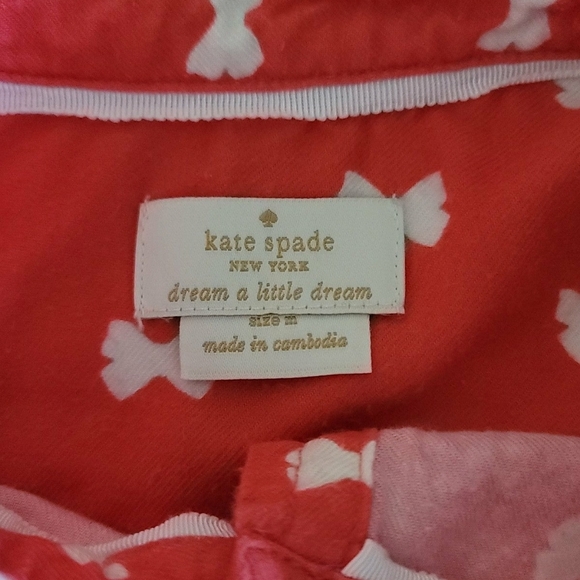 kate spade
NEW YORK
dream a little dream
size m
made in cambodia